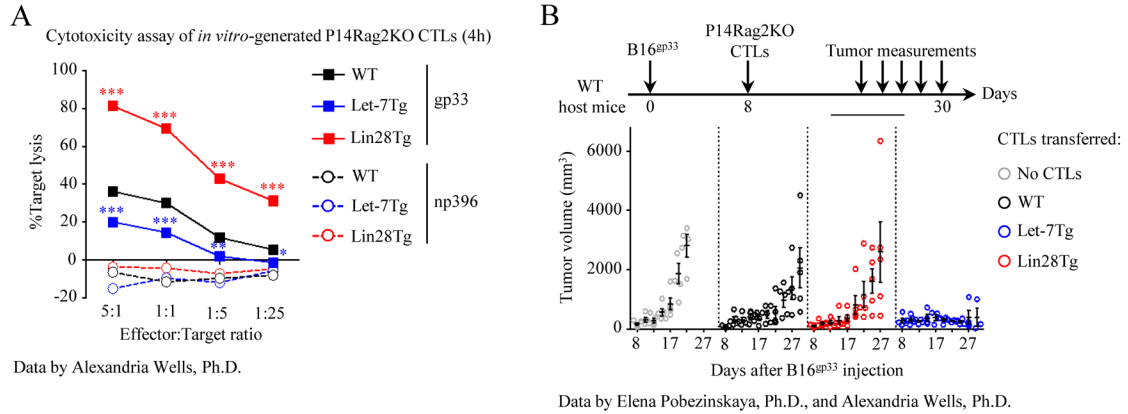 A
Cytotoxicity assay of in vitro-generated P14Rag2KO CTLs (4h)
100
80
60
40
20
0
-20
%Target lysis
***
***
***
***
***
***
**
*
5:1
1:1
1:5
1:25
Effector:Target ratio
WT
Let-7Tg
Lin28Tg
gp33
WT
Let-7Tg
Lin28Tg
np396
Data by Alexandria Wells, Ph.D.
B
B16gp33
P14Rag2KO
CTLs
Tumor measurements
WT
host mice
0
8
30
Days
6000
4000
2000
0
Tumor volume (mm3)
8 17 27 8 17 27 8 17 27 8 17 27
Days after B16gp33 injection
CTLs transferred:
No CTLs
WT
Let-7Tg
Lin28Tg
Data by Elena Pobezinskaya, Ph.D., and Alexandria Wells, Ph.D.